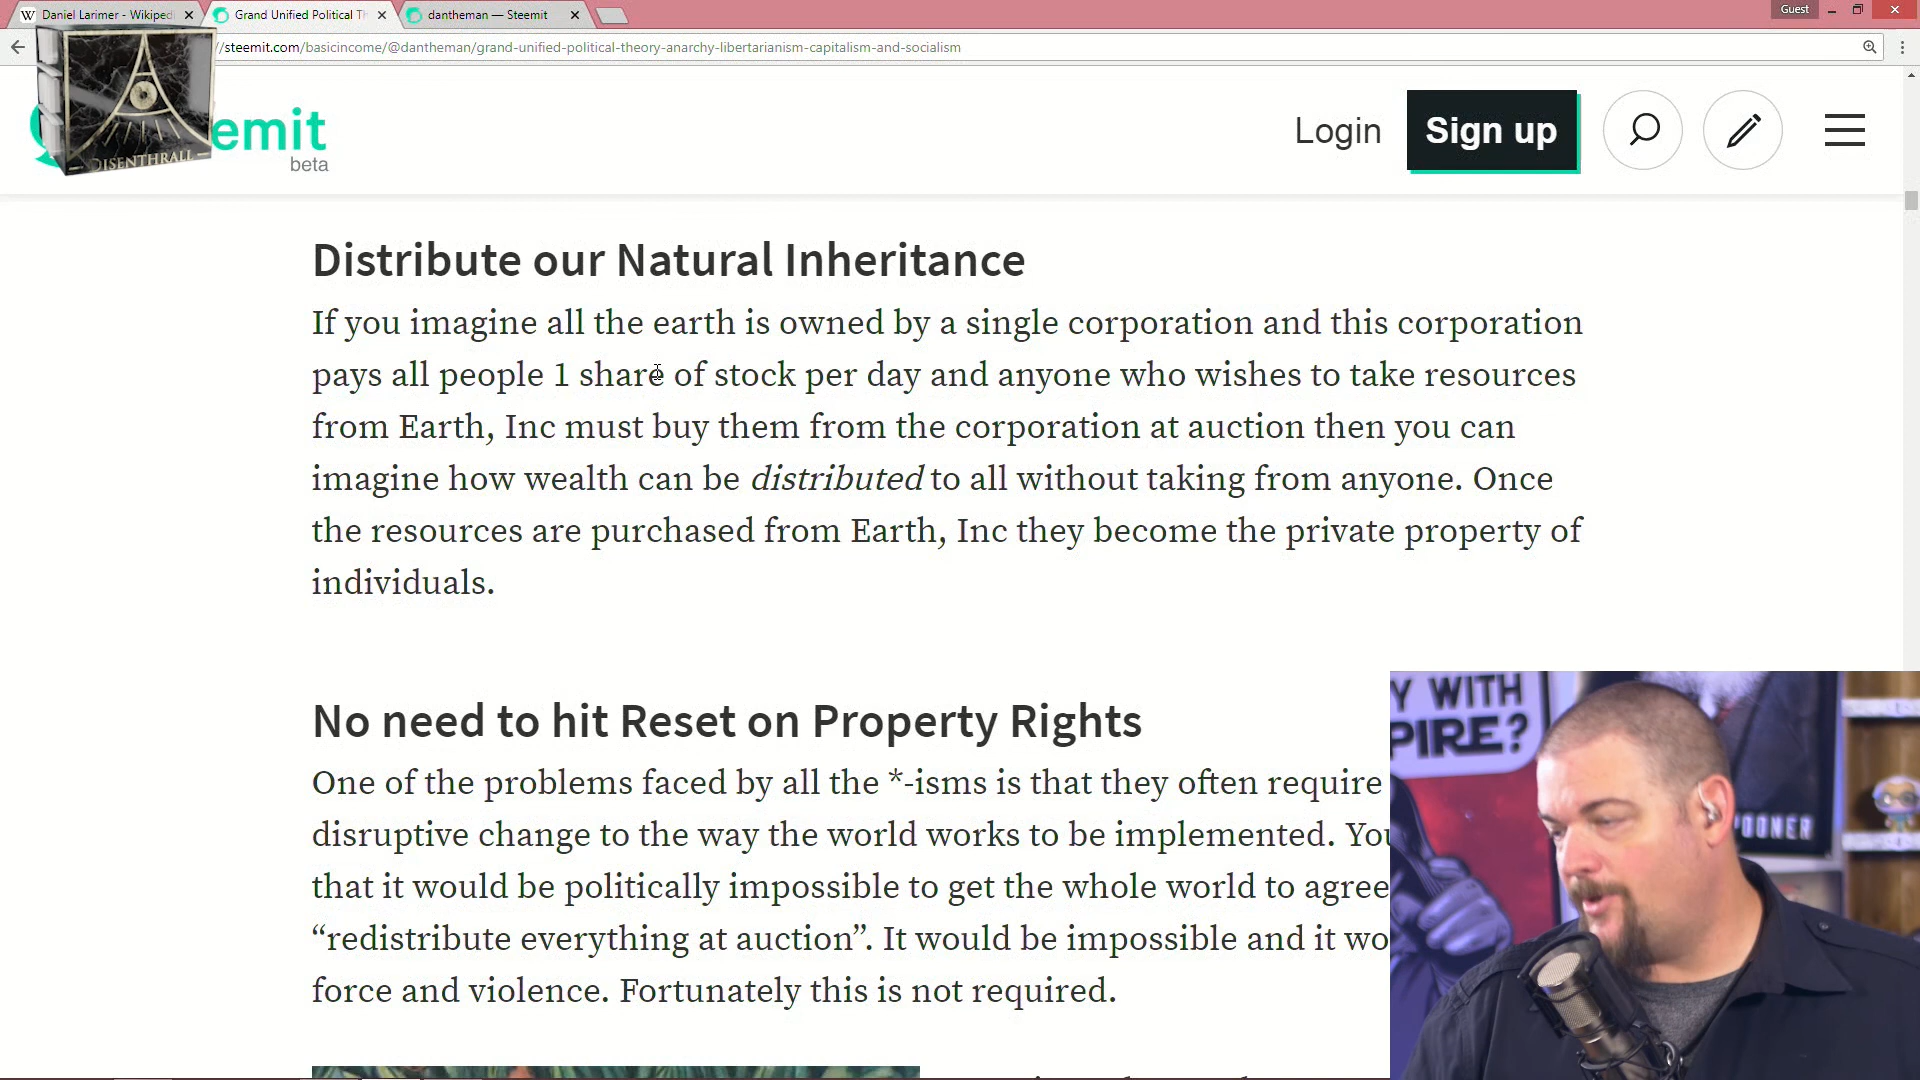 Daniel Larimer - Wikiped
Grand Unified Political Th
dantheman — Steemit
Guest
//steemit.com/basicincome/@dantheman/grand-unified-political-theory-anarchy-libertarianism-capitalism-and-socialism
DISENTHRALL
emit
beta
Login
Sign up
Distribute our Natural Inheritance
If you imagine all the earth is owned by a single corporation and this corporation
pays all people 1 share of stock per day and anyone who wishes to take resources
from Earth, Inc must buy them from the corporation at auction then you can
imagine how wealth can be distributed to all without taking from anyone. Once
the resources are purchased from Earth, Inc they become the private property of
individuals.
No need to hit Reset on Property Rights
One of the problems faced by all the *-isms is that they often require
disruptive change to the way the world works to be implemented. You
that it would be politically impossible to get the whole world to agree
“redistribute everything at auction”. It would be impossible and it wo
force and violence. Fortunately this is not required.
Y WITH
PIRE?
POONER